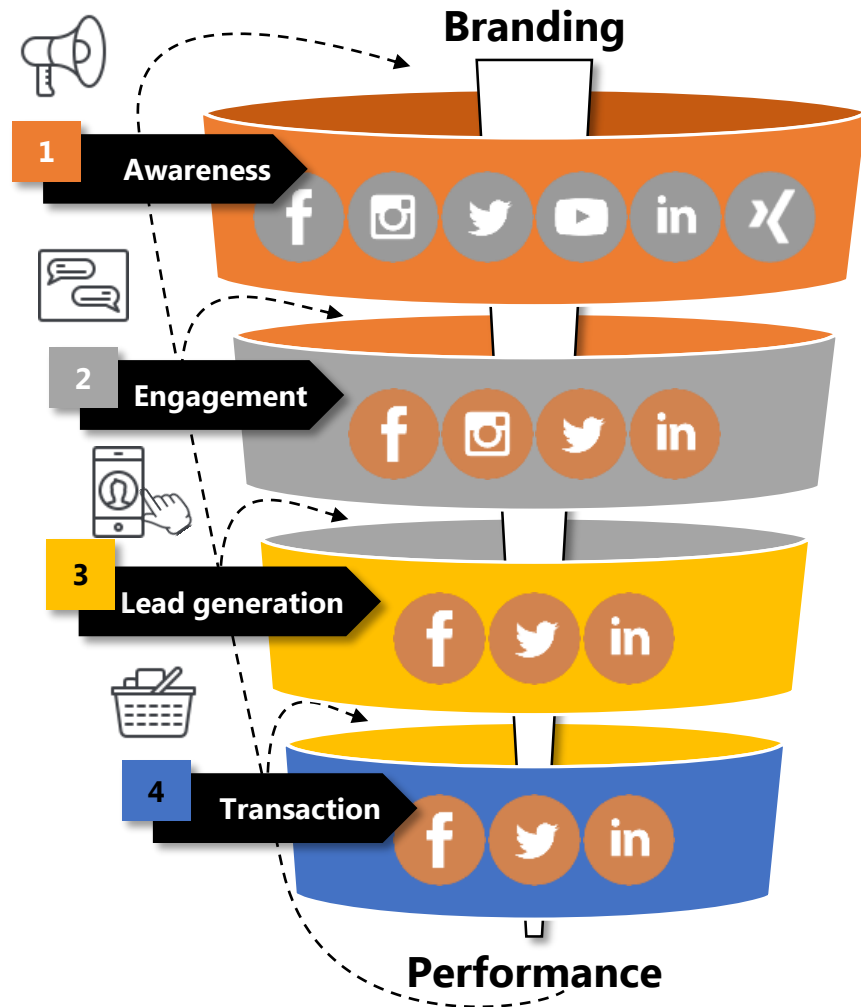 Branding
1
Awareness
2
Engagement
3
Lead generation
4
Transaction
Performance